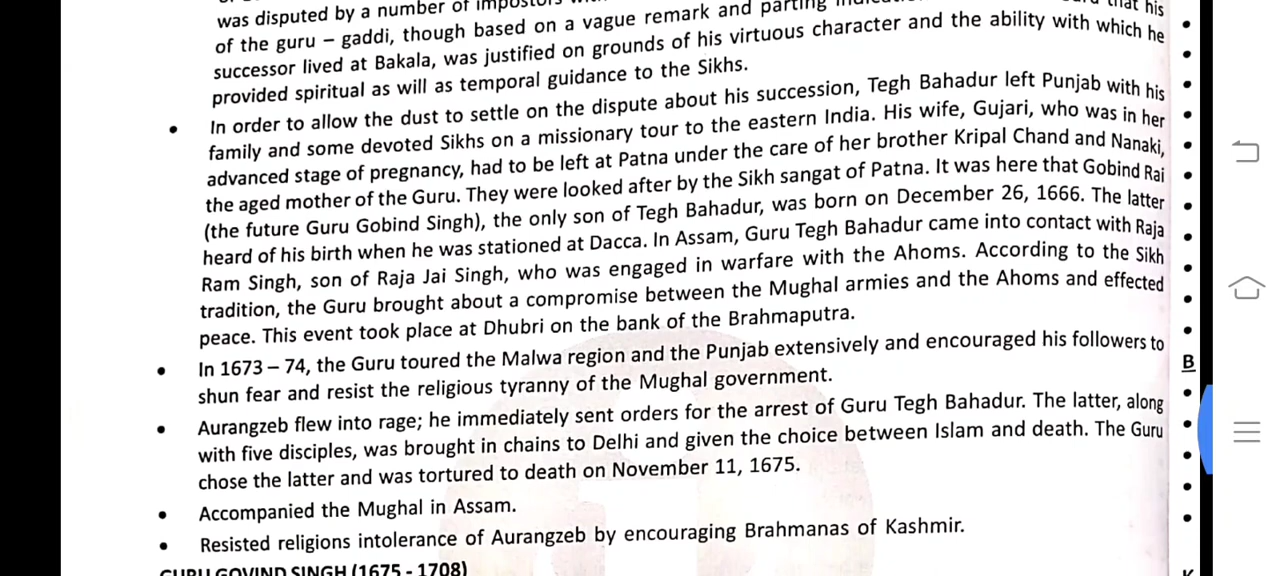 was disputed by a number of impostors
of the guru – gaddi, though based on a vague remark and parting that his
successor lived at Bakala, was justified on grounds of his virtuous character and the ability with which he
provided spiritual as will as temporal guidance to the Sikhs.
• In order to allow the dust to settle on the dispute about his succession, Tegh Bahadur left Punjab with his
family and some devoted Sikhs on a missionary tour to the eastern India. His wife, Gujari, who was in her
advanced stage of pregnancy, had to be left at Patna under the care of her brother Kripal Chand and Nanaki,
the aged mother of the Guru. They were looked after by the Sikh sangat of Patna. It was here that Gobind Rai
(the future Guru Gobind Singh), the only son of Tegh Bahadur, was born on December 26, 1666. The latter
heard of his birth when he was stationed at Dacca. In Assam, Guru Tegh Bahadur came into contact with Raja
Ram Singh, son of Raja Jai Singh, who was engaged in warfare with the Ahoms. According to the Sikh
tradition, the Guru brought about a compromise between the Mughal armies and the Ahoms and effected
peace. This event took place at Dhubri on the bank of the Brahmaputra.
• In 1673 – 74, the Guru toured the Malwa region and the Punjab extensively and encouraged his followers to
shun fear and resist the religious tyranny of the Mughal government.
• Aurangzeb flew into rage; he immediately sent orders for the arrest of Guru Tegh Bahadur. The latter, along
with five disciples, was brought in chains to Delhi and given the choice between Islam and death. The Guru
chose the latter and was tortured to death on November 11, 1675.
• Accompanied the Mughal in Assam.
• Resisted religions intolerance of Aurangzeb by encouraging Brahmanas of Kashmir.
GURU GOVIND SINGH (1675 - 1708)
B